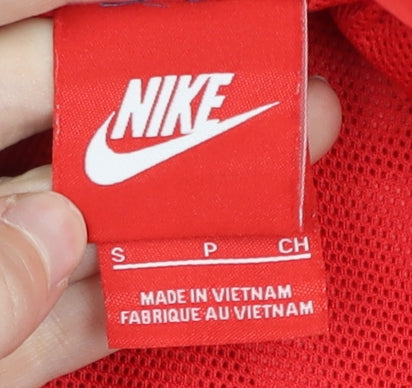 NIKE
S P CH
MADE IN VIETNAM
FABRIQUE AU VIETNAM